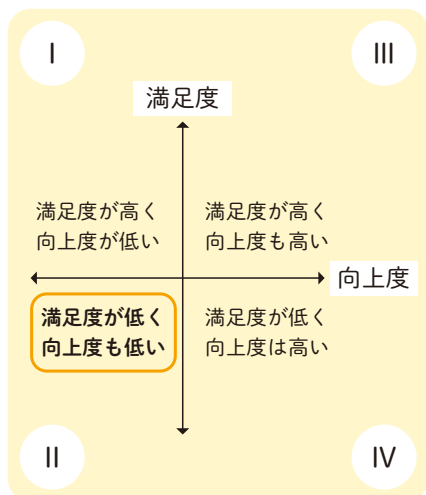 I
III
満足度
満足度が高く
向上度が低い
満足度が高く
向上度も高い
向上度
満足度が低く
向上度も低い
満足度が低く
向上度は高い
II
IV